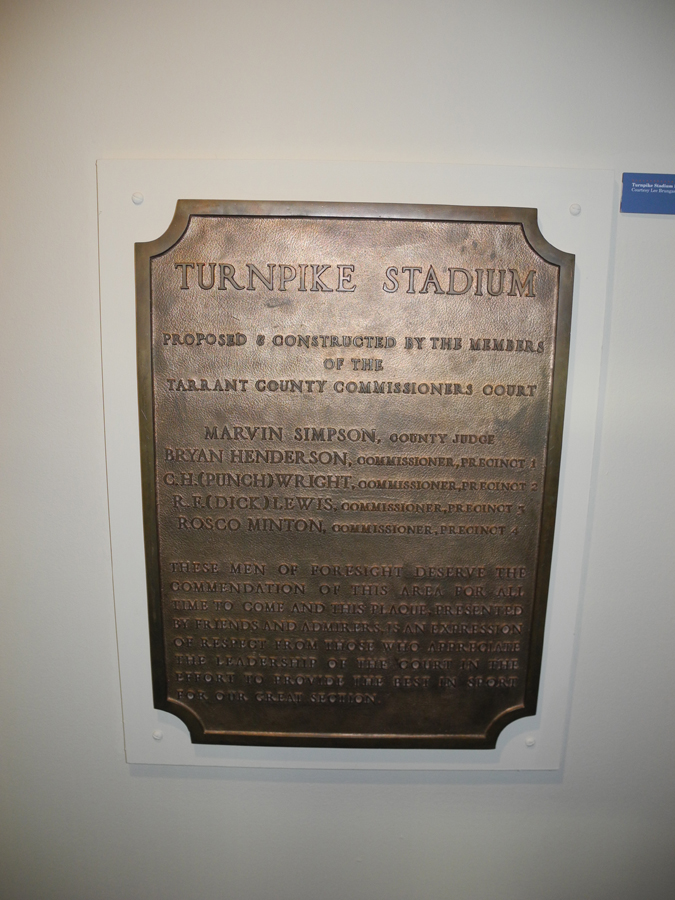 TURNPIKE STADIUM
PROPOSED & CONSTRUCTED BY THE MEMBERS
OF THE
TARRANT COUNTY COMMISSIONERS COURT
MARVIN SIMPSON, COUNTY JUDGE
BRYAN HENDERSON, COMMISSIONER, PRECINCT 1
C.H. (PUNCH) WRIGHT, COMMISSIONER, PRECINCT 2
R.F. (DICK) LEWIS, COMMISSIONER, PRECINCT 3
ROSCO MINTON, COMMISSIONER, PRECINCT 4
THESE MEN OF FORESIGHT DESERVE THE
COMMENDATION OF THIS AREA FOR ALL
TIME TO COME AND THIS PLAQUE, PRESENTED
BY FRIENDS AND ADMIRERS, IS AN EXPRESSION
OF RESPECT FROM THOSE WHO APPRECIATE
THE LEADERSHIP OF THE COURT IN THE
EFFORT TO PROVIDE THE BEST IN SPORT
FOR OUR GREAT SECTION.
Turnpike Stadium
Courtesy Lee